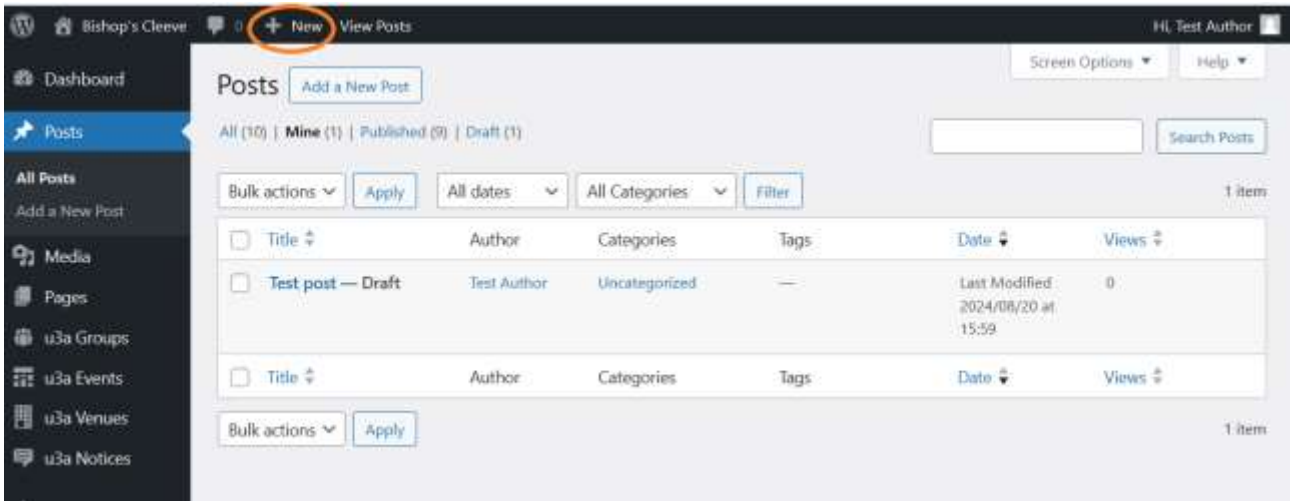 Bishop's Cleeve 0 + New View Posts Hi, Test Author
Dashboard
Posts
All Posts
Add a New Post
Media
Pages
u3a Groups
u3a Events
u3a Venues
u3a Notices
Screen Options Help
Posts Add a New Post
All (10) | Mine (1) | Published (9) | Draft (1)
Search Posts
Bulk actions Apply All dates All Categories Filter 1 item
Title Author Categories Tags Date Views
Test post — Draft Test Author Uncategorized — Last Modified 0
2024/08/20 at
15:59
Title Author Categories Tags Date Views
Bulk actions Apply 1 item